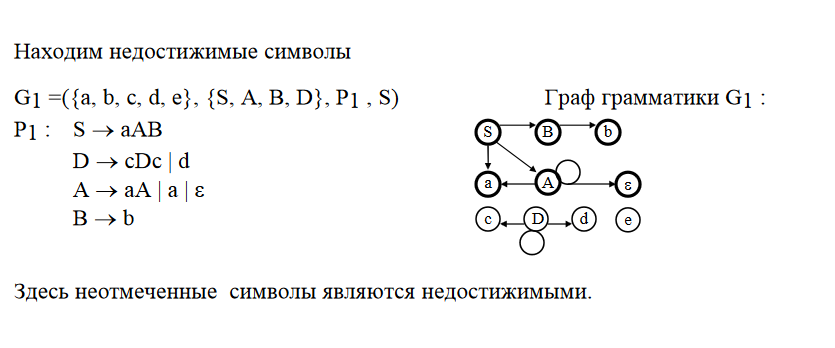 Находим недостижимые символы
G1 =({a, b, c, d, e}, {S, A, B, D}, P1 , S)
Граф грамматики G1 :
P1 : S → aAB
D → cDc | d
A → aA | a | ε
B → b
S B b
a A ε
c D d e
Здесь неотмеченные символы являются недостижимыми.